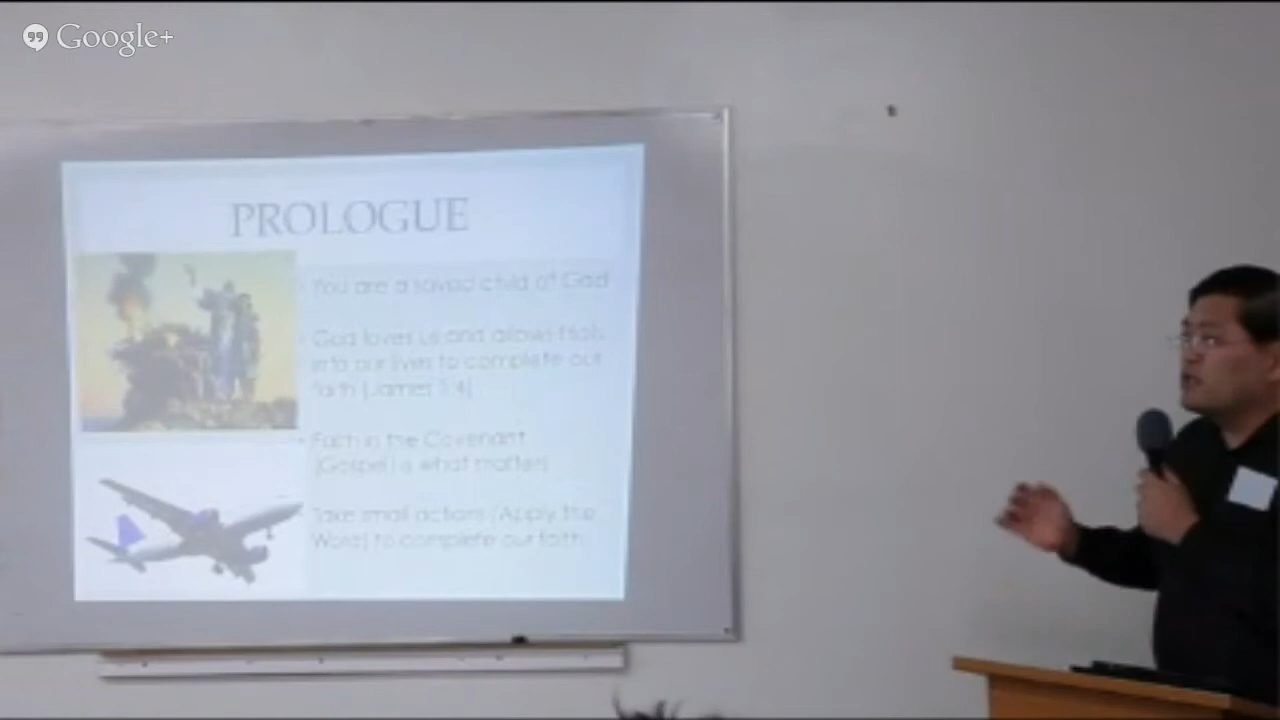 Google+
PROLOGUE
You are a saved child of God
God loves us and allows trials
into our lives to complete our
faith (James 1:4)
Faith in the Covenant
(Gospel) is what matters
Take small actions (Apply the
Word) to complete our faith